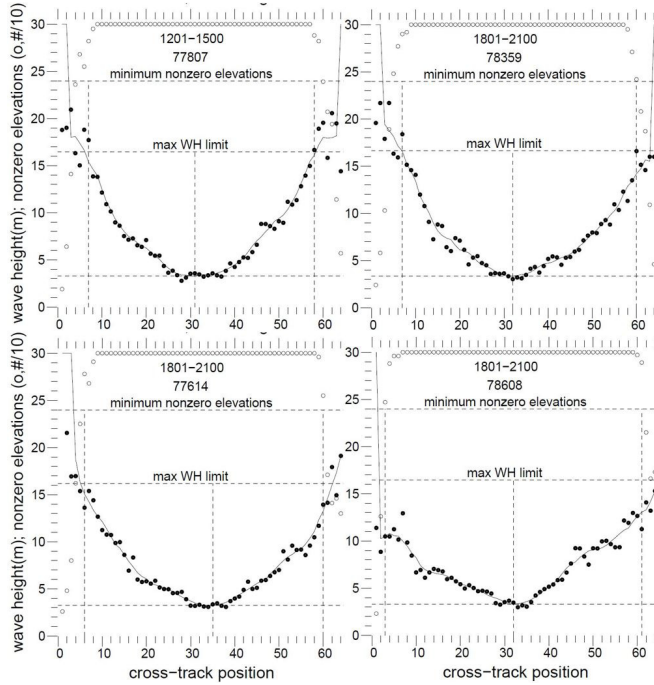 wave height(m); nonzero elevations (o,#/10)
30
25
20
15
10
5
0
1201−1500
77807
minimum nonzero elevations
max WH limit
0 10 20 30 40 50 60
30
25
20
15
10
5
0
1801−2100
78359
minimum nonzero elevations
max WH limit
0 10 20 30 40 50 60
wave height(m); nonzero elevations (o,#/10)
30
25
20
15
10
5
0
1801−2100
77614
minimum nonzero elevations
max WH limit
0 10 20 30 40 50 60
cross−track position
30
25
20
15
10
5
0
1801−2100
78608
minimum nonzero elevations
max WH limit
0 10 20 30 40 50 60
cross−track position